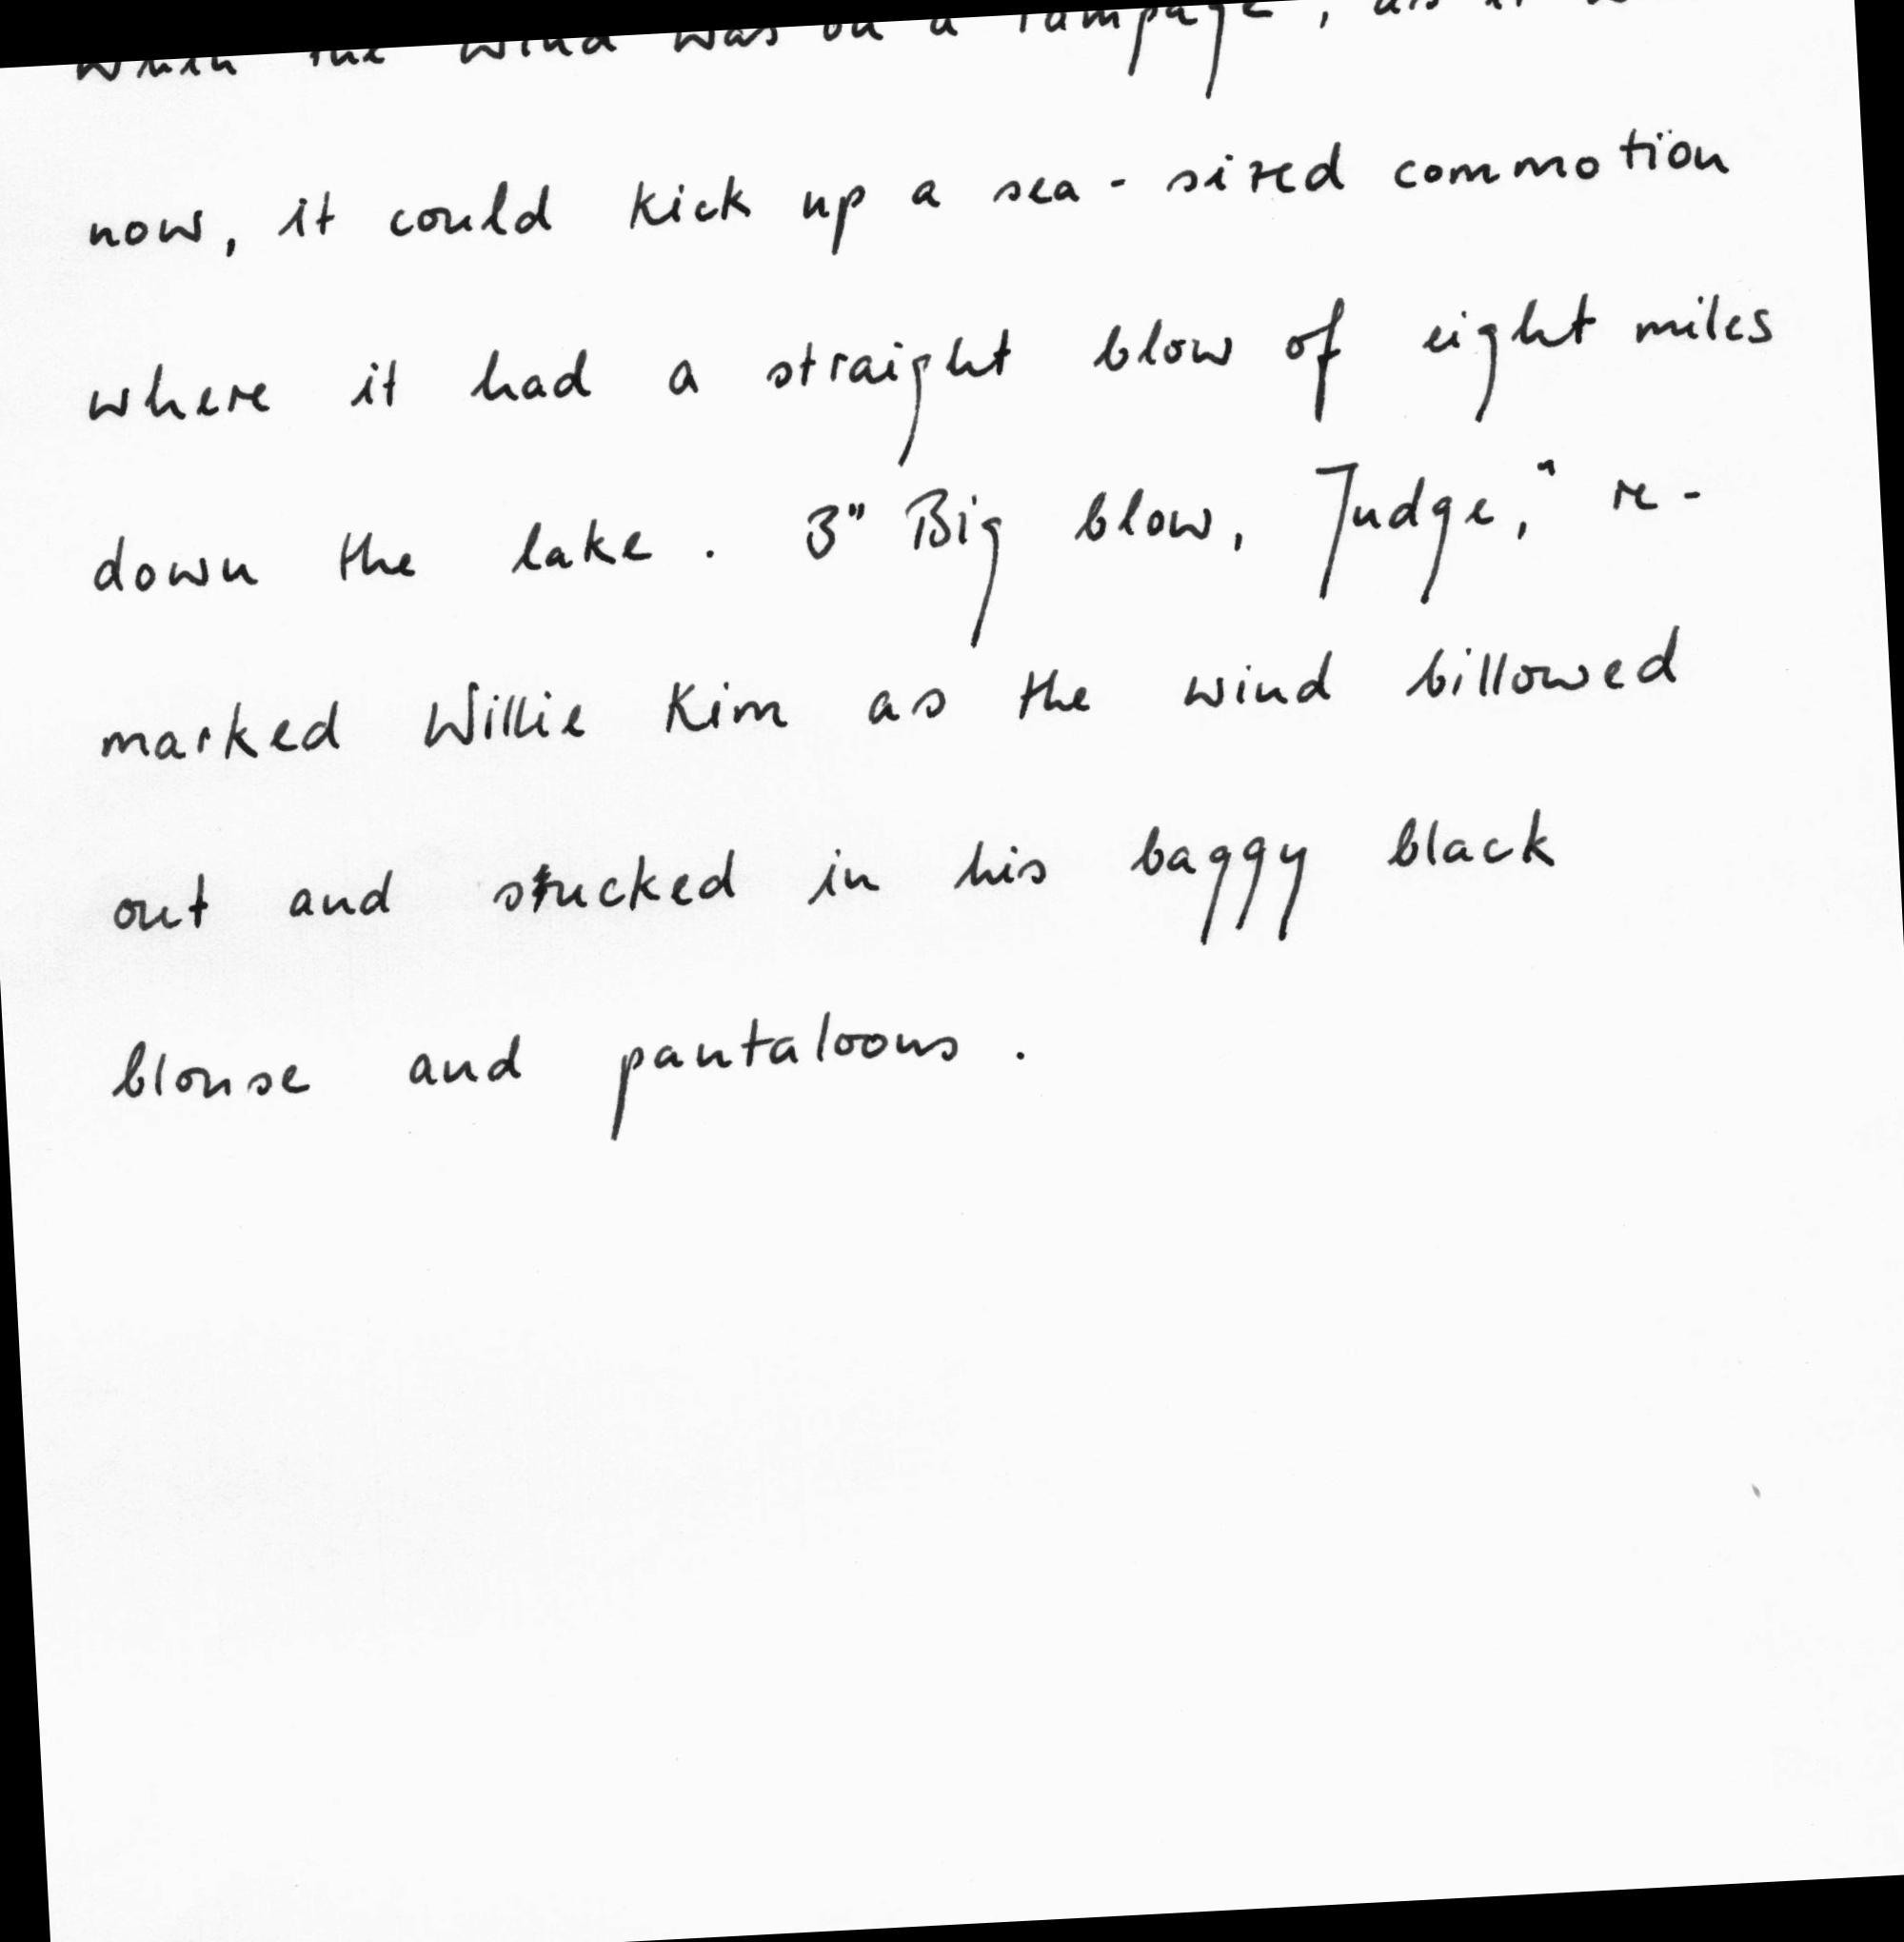 when the wind was on a rampage, as it
now, it could kick up a sea-sized commotion
where it had a straight blow of eight miles
down the lake. 3" Big blow, Judge," re-
marked Willie Kim as the wind billowed
out and stucked in his baggy black
blouse and pantaloons.